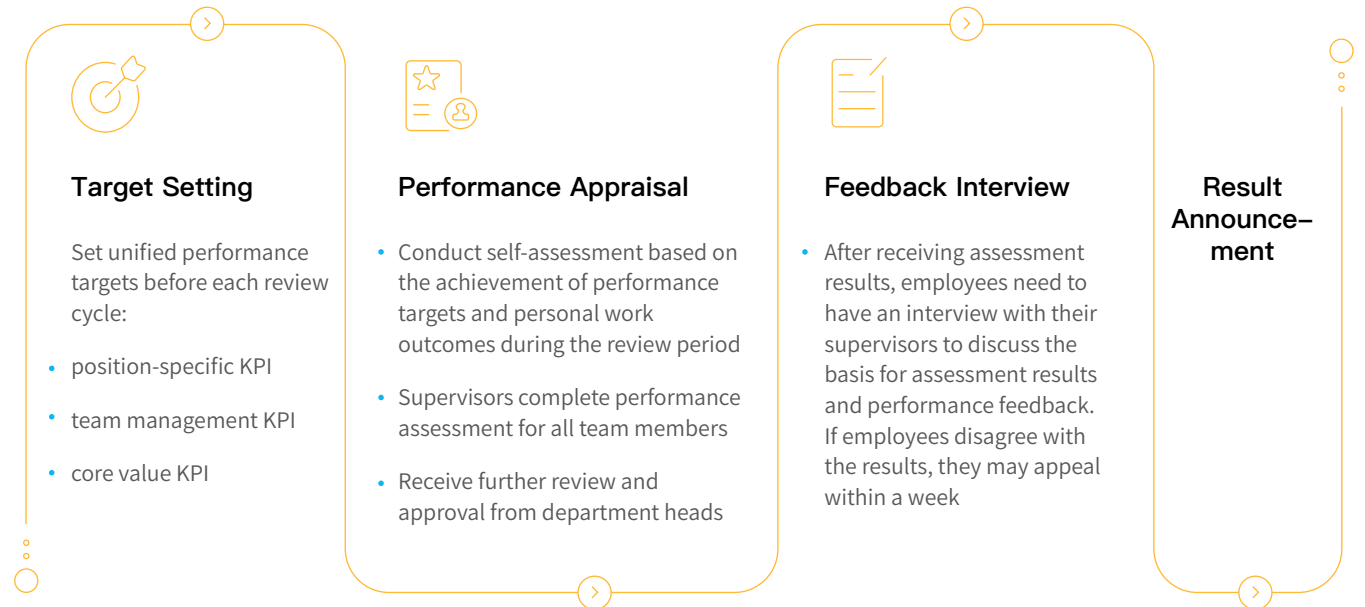 Target Setting
Set unified performance
targets before each review
cycle:
• position-specific KPI
• team management KPI
• core value KPI
Performance Appraisal
• Conduct self-assessment based on
the achievement of performance
targets and personal work
outcomes during the review period
• Supervisors complete performance
assessment for all team members
• Receive further review and
approval from department heads
Feedback Interview
• After receiving assessment
results, employees need to
have an interview with their
supervisors to discuss the
basis for assessment results
and performance feedback.
If employees disagree with
the results, they may appeal
within a week
Result
Announce–
ment